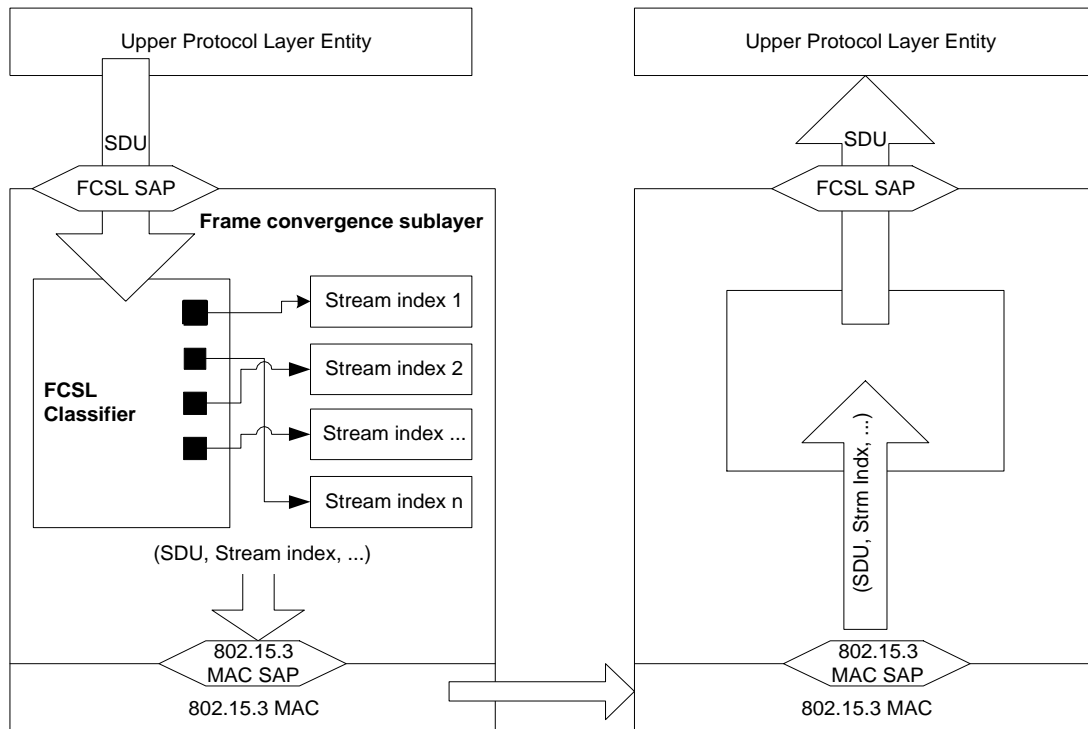 Upper Protocol Layer Entity
SDU
FCSL SAP
Frame convergence sublayer
FCSL
Classifier
Stream index 1
Stream index 2
Stream index ...
Stream index n
(SDU, Stream index, ...)
802.15.3
MAC SAP
802.15.3 MAC
Upper Protocol Layer Entity
SDU
FCSL SAP
(SDU, Strm Indx, ...)
802.15.3
MAC SAP
802.15.3 MAC